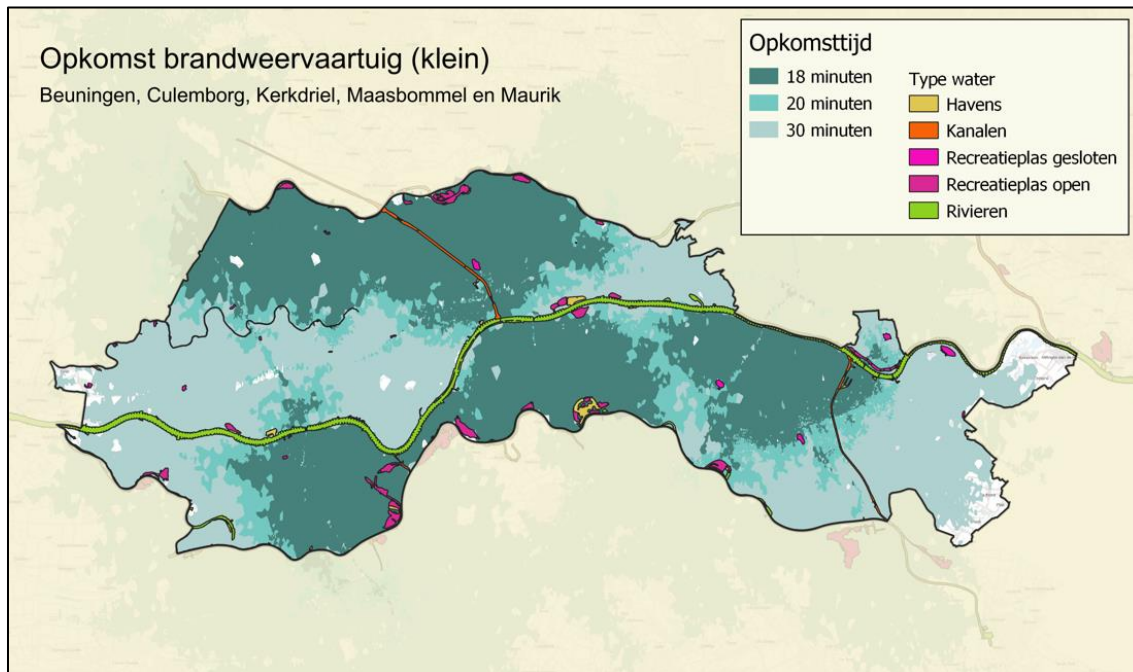 Opkomst brandweervaartuig (klein)
Beuningen, Culemborg, Kerkdriel, Maasbommel en Maurik
Opkomsttijd
18 minuten
20 minuten
30 minuten
Type water
Havens
Kanalen
Recreatieplas gesloten
Recreatieplas open
Rivieren